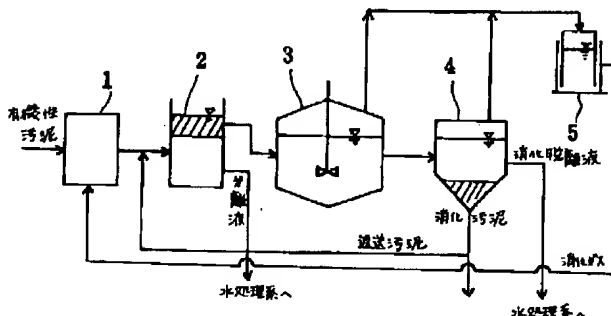 1
2
3
4
5
有機性
汚泥
分離液
消化脱離液
消化汚泥
返送汚泥
消化ガス
水処理系へ
水処理系へ